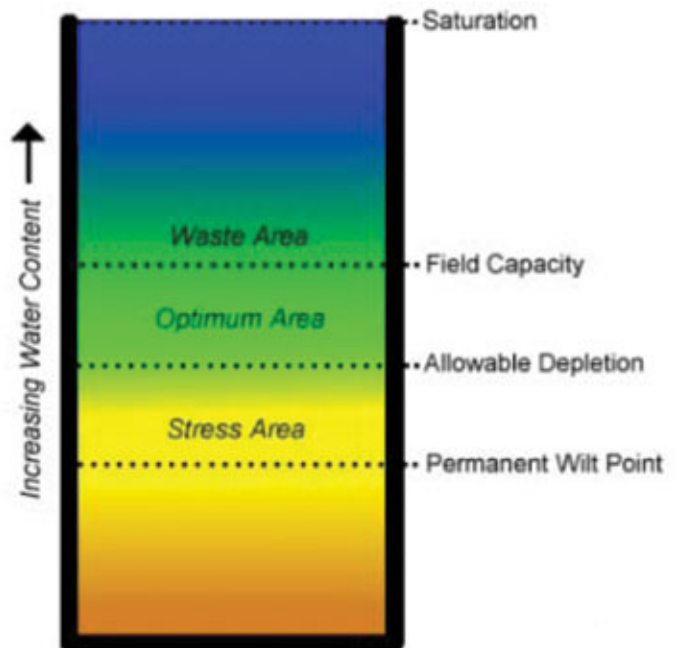 Saturation
Increasing Water Content
Waste Area
Field Capacity
Optimum Area
Allowable Depletion
Stress Area
Permanent Wilt Point